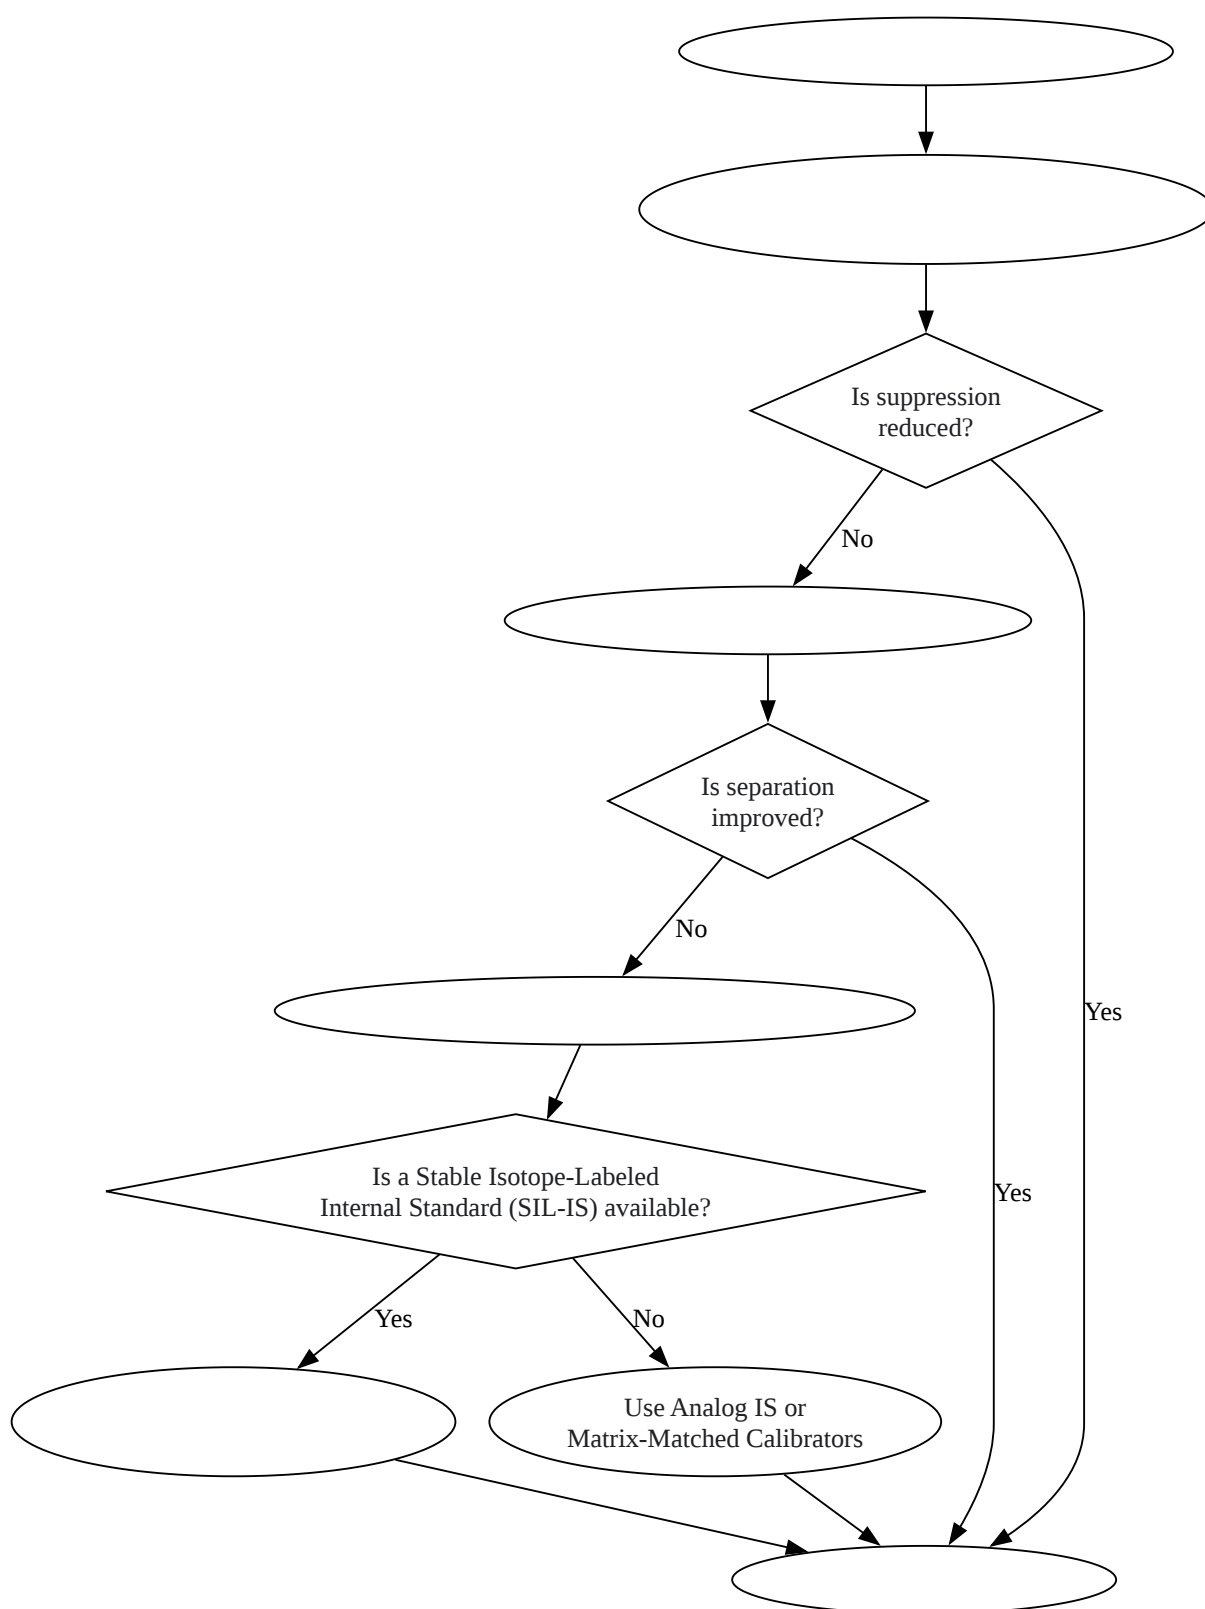 Is suppression
reduced?
No
Is separation
improved?
No
Yes
Is a Stable Isotope-Labeled
Internal Standard (SIL-IS) available?
Yes
Yes
No
Use Analog IS or
Matrix-Matched Calibrators